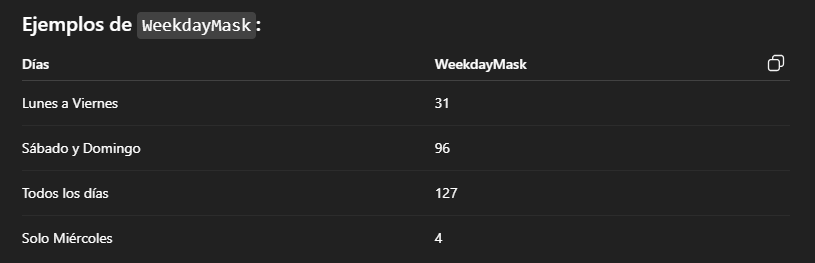 Ejemplos de WeekdayMask:
Días WeekdayMask
Lunes a Viernes 31
Sábado y Domingo 96
Todos los días 127
Solo Miércoles 4